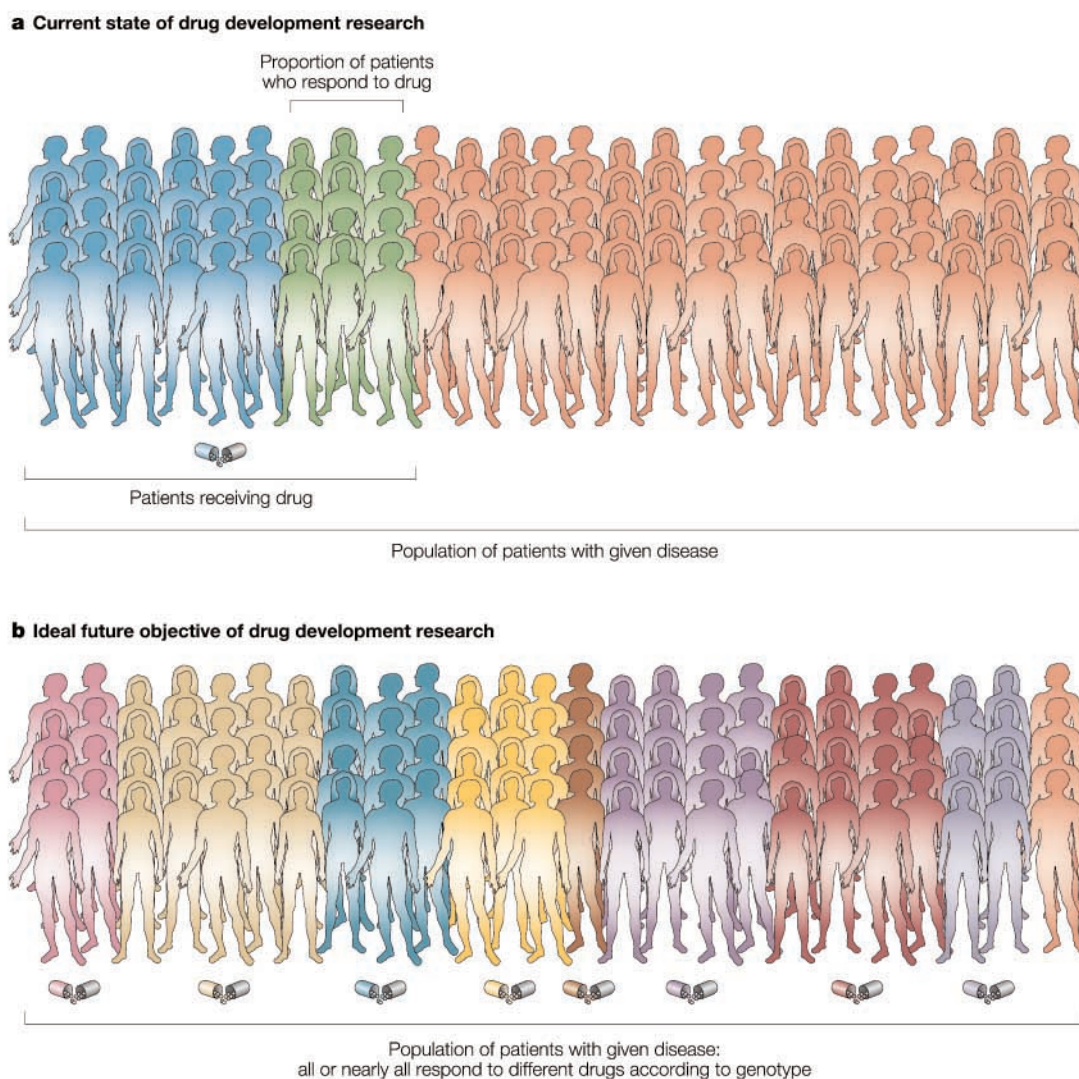 a Current state of drug development research
Proportion of patients
who respond to drug
Patients receiving drug
Population of patients with given disease
b Ideal future objective of drug development research
Population of patients with given disease:
all or nearly all respond to different drugs according to genotype